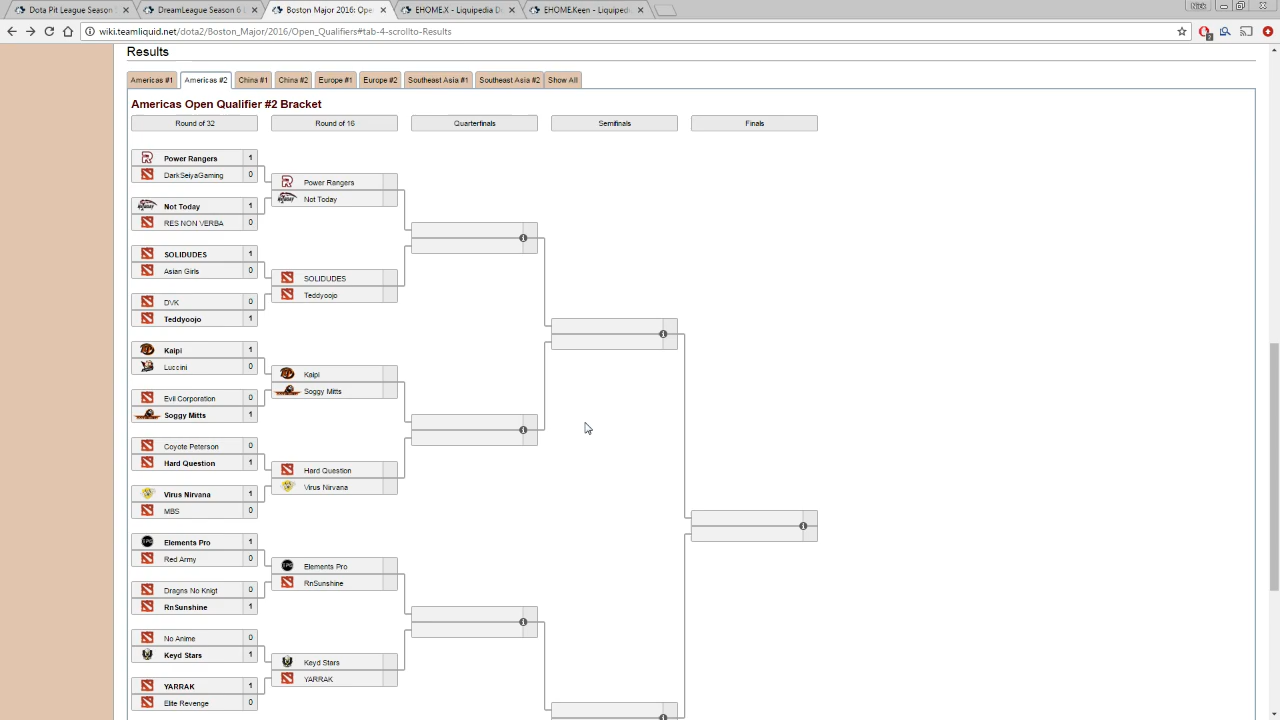 Dota Pit League Season
DreamLeague Season 6 L
Boston Major 2016: Ope
EHOME.X - Liquipedia D
EHOME.Keen - Liquiped
wiki.teamliquid.net/dota2/Boston_Major/2016/Open_Qualifiers#tab-4-scrollto-Results
Results
Americas #1
Americas #2
China #1
China #2
Europe #1
Europe #2
Southeast Asia #1
Southeast Asia #2
Show All
Americas Open Qualifier #2 Bracket
Round of 32
Round of 16
Quarterfinals
Semifinals
Finals
Power Rangers 1
DarkSeiyaGaming 0
Not Today 1
RES NON VERBA 0
SOLIDUDES 1
Asian Girls 0
DVK 0
Teddyoojo 1
Kaipi 1
Luccini 0
Evil Corporation 0
Soggy Mitts 1
Coyote Peterson 0
Hard Question 1
Virus Nirvana 1
MBS 0
Elements Pro 1
Red Army 0
Dragns No Knigt 0
RnSunshine 1
No Anime 0
Keyd Stars 1
YARRAK 1
Elite Revenge 0
Power Rangers
Not Today
SOLIDUDES
Teddyoojo
Kaipi
Soggy Mitts
Hard Question
Virus Nirvana
Elements Pro
RnSunshine
Keyd Stars
YARRAK